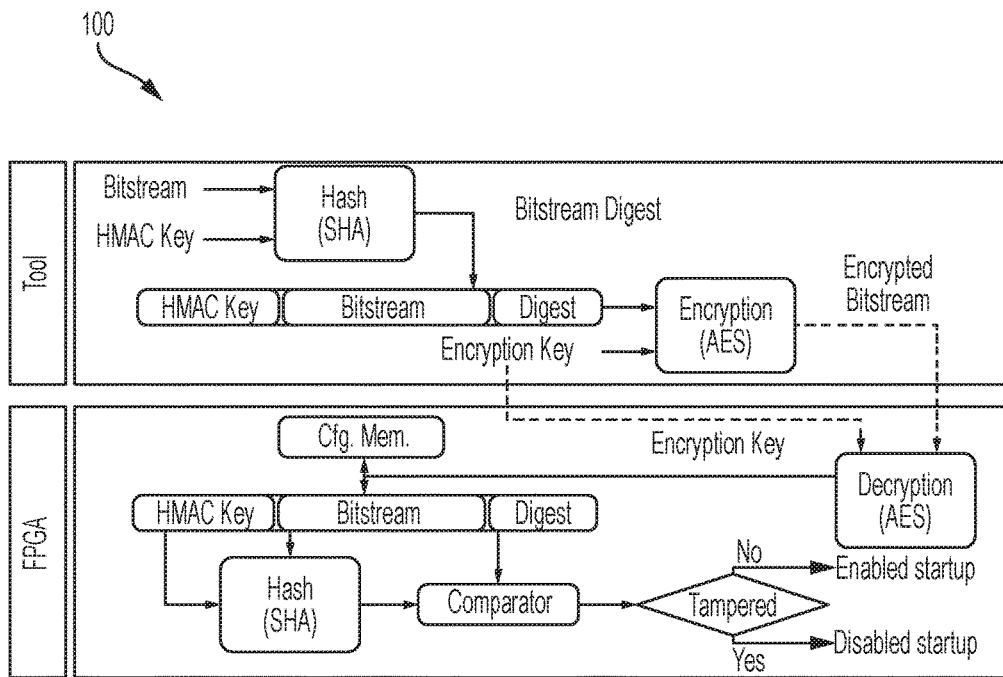 100
Tool
Bitstream
HMAC Key
Hash
(SHA)
Bitstream Digest
HMAC Key
Bitstream
Digest
Encryption Key
Encryption
(AES)
Encrypted
Bitstream
FPGA
Cfg. Mem.
Encryption Key
Decryption
(AES)
HMAC Key
Bitstream
Digest
Hash
(SHA)
Comparator
Tampered
No
Enabled startup
Yes
Disabled startup